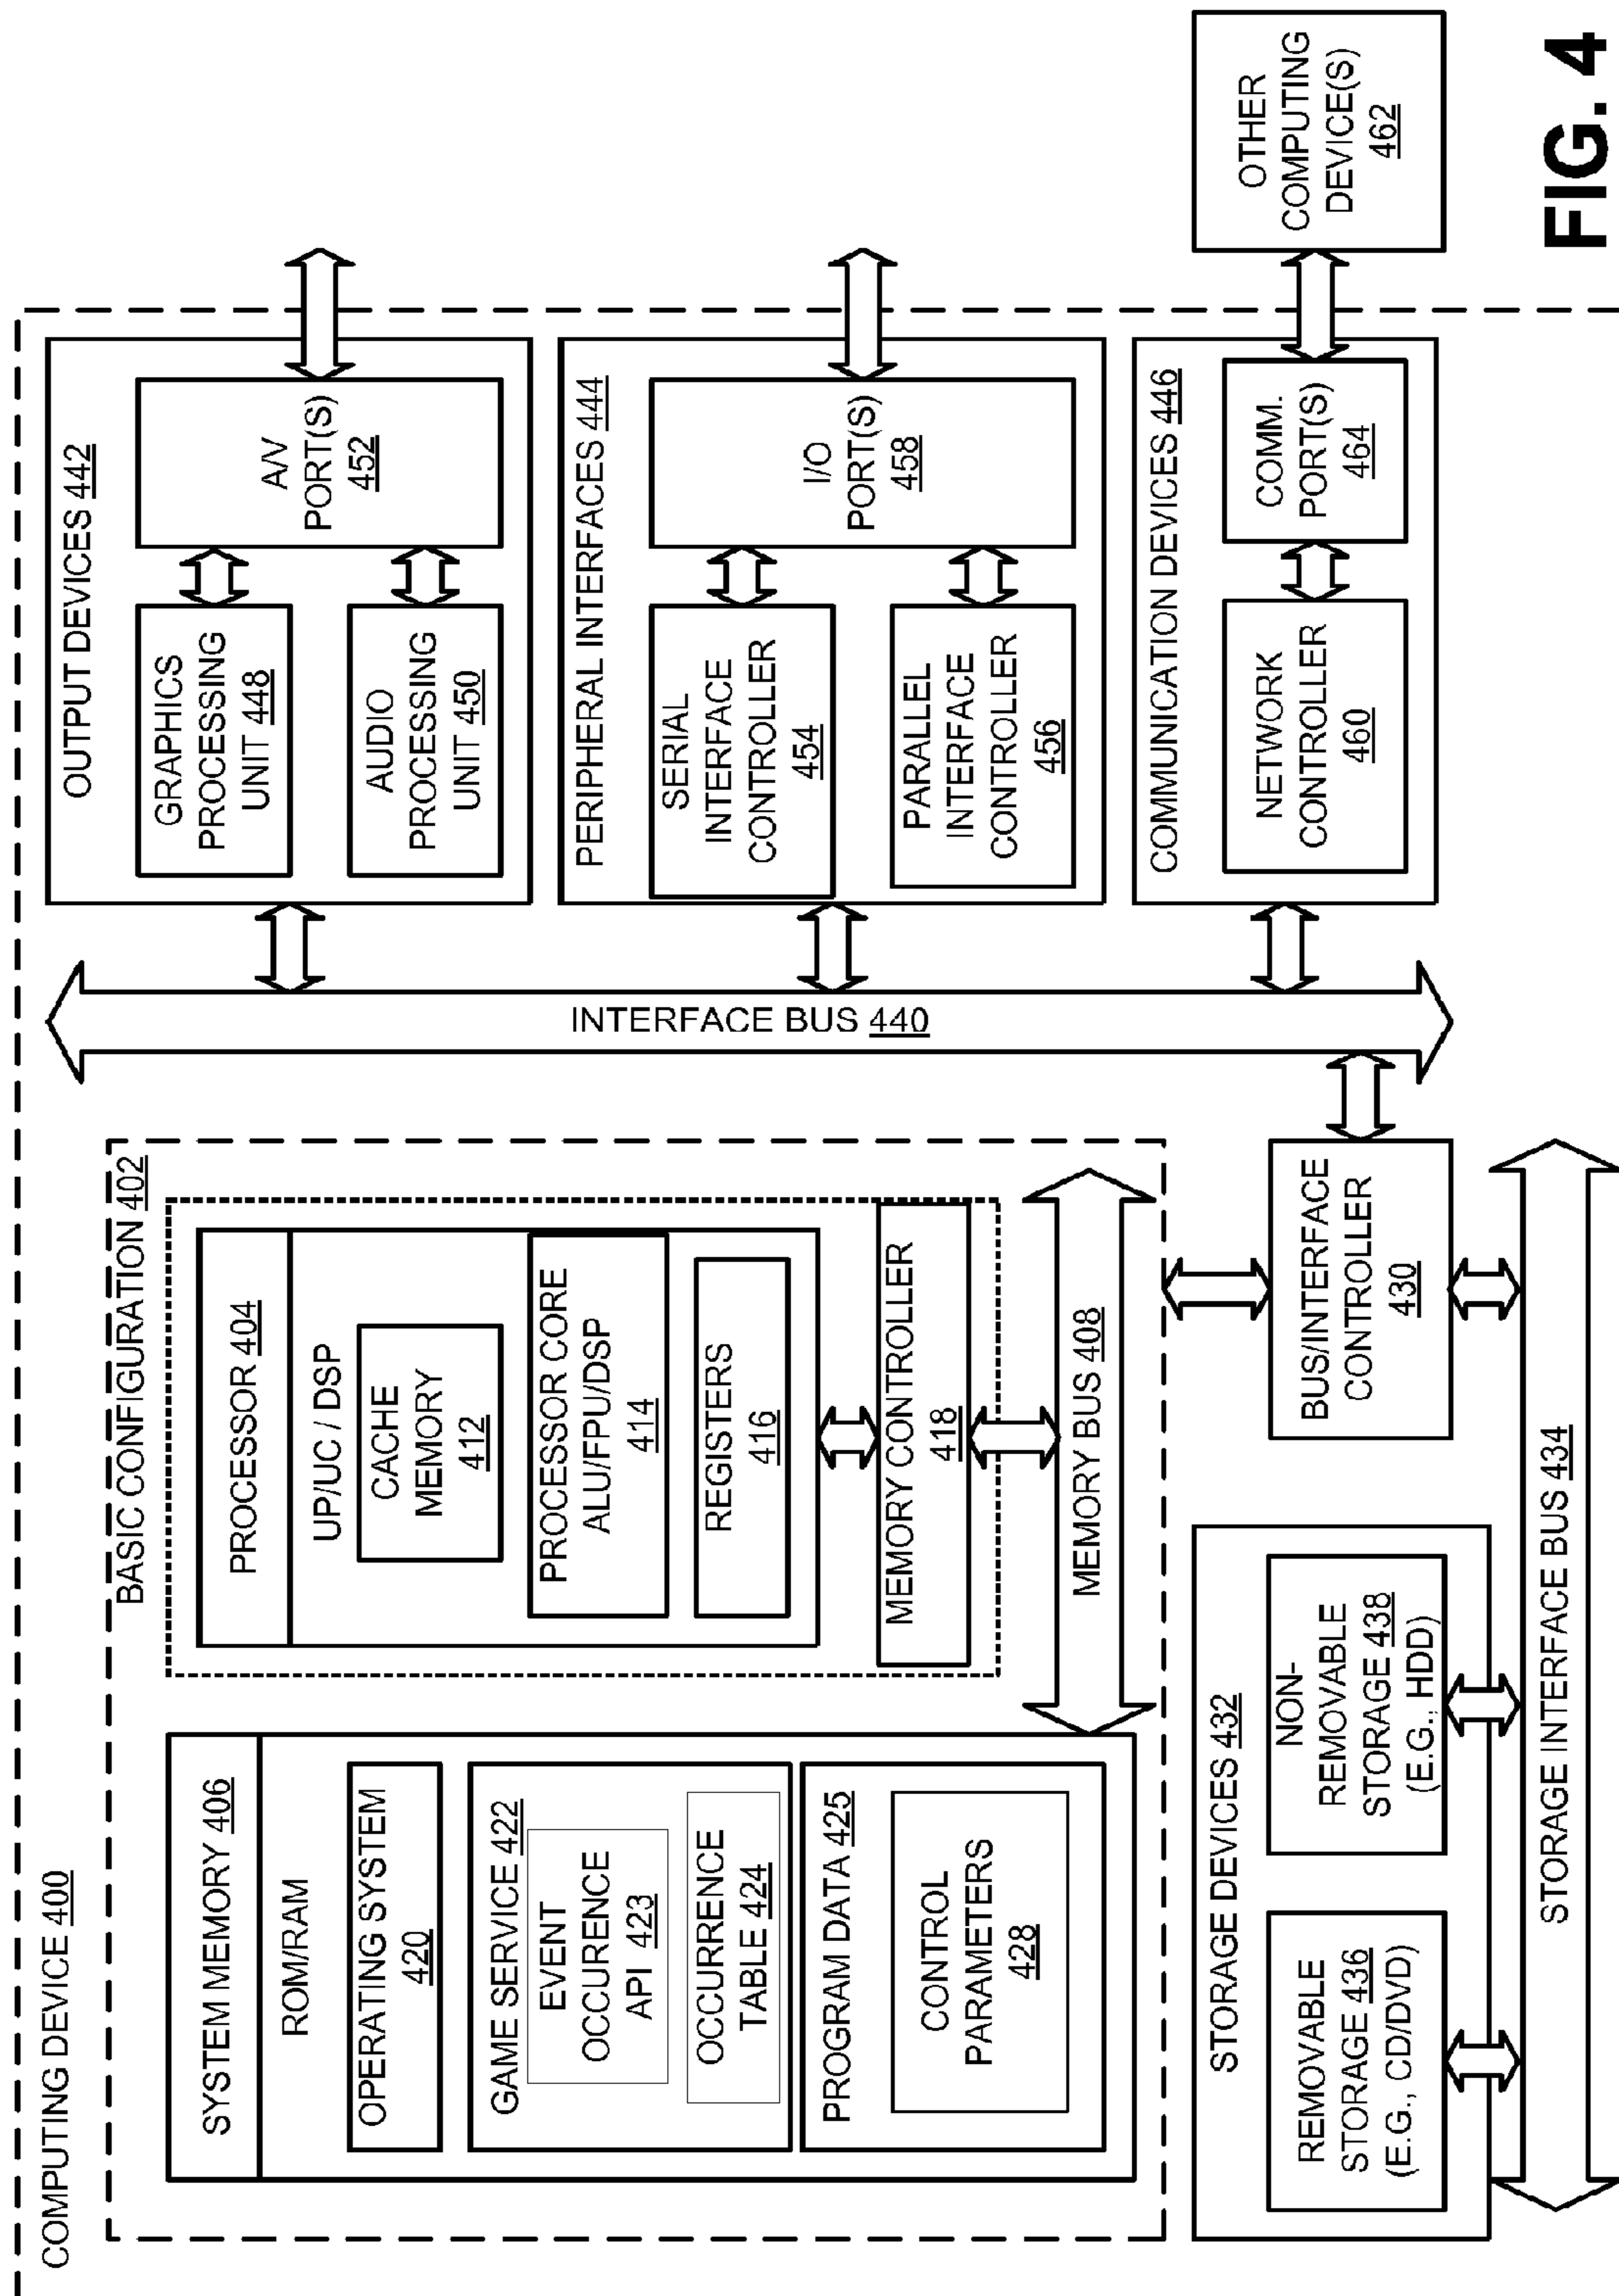 COMPUTING DEVICE 400
BASIC CONFIGURATION 402
SYSTEM MEMORY 406
ROM/RAM
OPERATING SYSTEM
420
GAME SERVICE 422
EVENT
OCCURENCE
API 423
OCCURRENCE
TABLE 424
PROGRAM DATA 425
CONTROL
PARAMETERS
428
PROCESSOR 404
UP/UC / DSP
CACHE
MEMORY
412
PROCESSOR CORE
ALU/FPU/DSP
414
REGISTERS
416
MEMORY CONTROLLER
418
MEMORY BUS 408
BUS/INTERFACE
CONTROLLER
430
STORAGE DEVICES 432
REMOVABLE
STORAGE 436
(E.G., CD/DVD)
NON-
REMOVABLE
STORAGE 438
(E.G., HDD)
STORAGE INTERFACE BUS 434
INTERFACE BUS 440
OUTPUT DEVICES 442
GRAPHICS
PROCESSING
UNIT 448
AUDIO
PROCESSING
UNIT 450
A/V
PORT(S)
452
PERIPHERAL INTERFACES 444
SERIAL
INTERFACE
CONTROLLER
454
PARALLEL
INTERFACE
CONTROLLER
456
I/O
PORT(S)
458
COMMUNICATION DEVICES 446
NETWORK
CONTROLLER
460
COMM.
PORT(S)
464
OTHER
COMPUTING
DEVICE(S)
462
FIG. 4